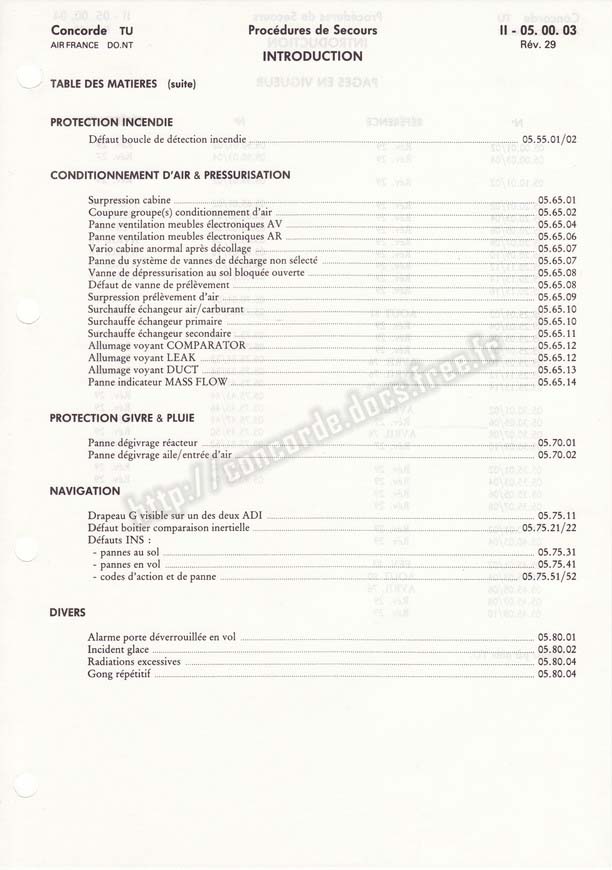 Concorde TU
AIR FRANCE DO.NT
Procédures de Secours
INTRODUCTION
II - 05. 00. 03
Rév. 29
TABLE DES MATIERES (suite)
PROTECTION INCENDIE
Défaut boucle de détection incendie 05.55.01/02
CONDITIONNEMENT D'AIR & PRESSURISATION
Surpression cabine 05.65.01
Coupure groupe(s) conditionnement d'air 05.65.02
Panne ventilation meubles électroniques AV 05.65.04
Panne ventilation meubles électroniques AR 05.65.06
Vario cabine anormal après décollage 05.65.07
Panne du système de vannes de décharge non sélecté 05.65.07
Vanne de dépressurisation au sol bloquée ouverte 05.65.08
Défaut de vanne de prélèvement 05.65.08
Surpression prélèvement d'air 05.65.09
Surchauffe échangeur air/carburant 05.65.10
Surchauffe échangeur primaire 05.65.10
Surchauffe échangeur secondaire 05.65.11
Allumage voyant COMPARATOR 05.65.12
Allumage voyant LEAK 05.65.12
Allumage voyant DUCT 05.65.13
Panne indicateur MASS FLOW 05.65.14
PROTECTION GIVRE & PLUIE
Panne dégivrage réacteur 05.70.01
Panne dégivrage aile/entrée d'air 05.70.02
NAVIGATION
Drapeau G visible sur un des deux ADI 05.75.11
Défaut boitier comparaison inertielle 05.75.21/22
Défauts INS :
- pannes au sol 05.75.31
- pannes en vol 05.75.41
- codes d'action et de panne 05.75.51/52
DIVERS
Alarme porte déverrouillée en vol 05.80.01
Incident glace 05.80.02
Radiations excessives 05.80.04
Gong répétitif 05.80.04
http://concorde.docs.free.fr